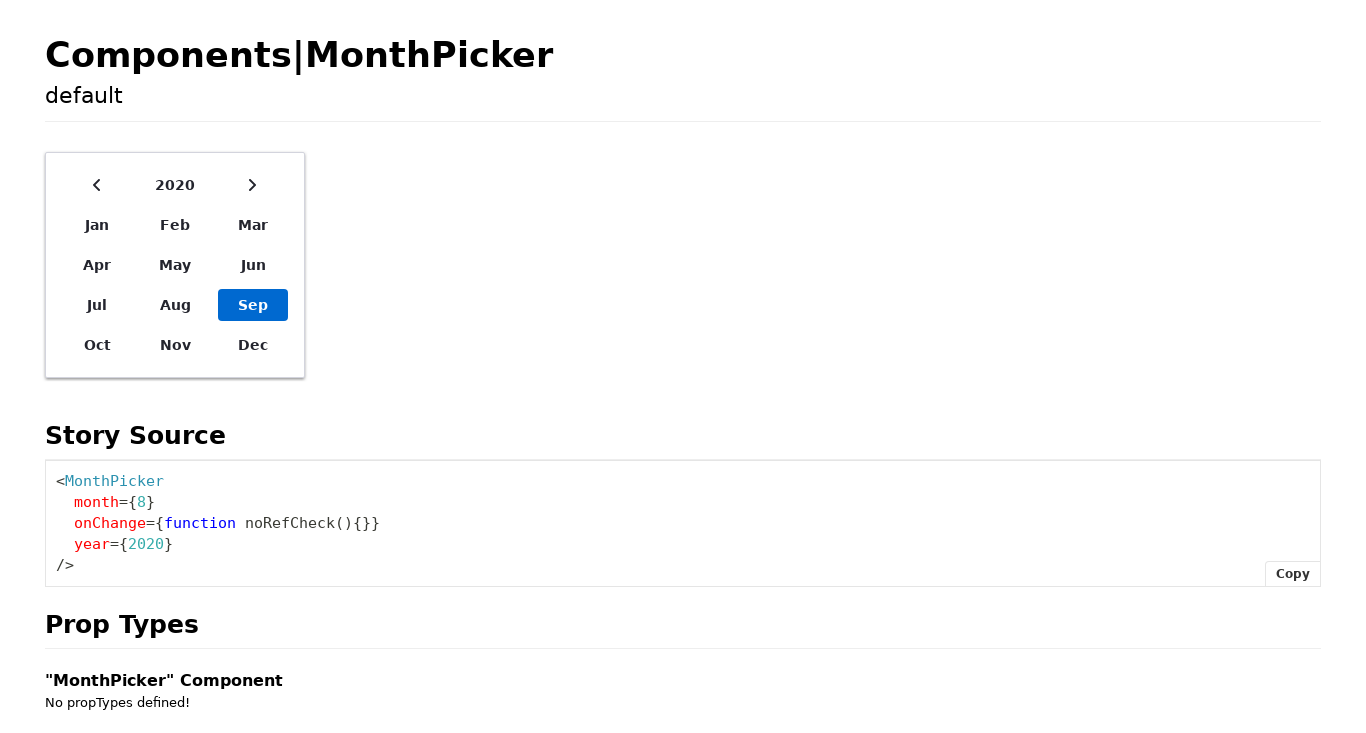 Components|MonthPicker
default
2020
Jan Feb Mar
Apr May Jun
Jul Aug Sep
Oct Nov Dec
Story Source
<MonthPicker
  month={8}
  onChange={function noRefCheck(){}}
  year={2020}
/>
Copy
Prop Types
"MonthPicker" Component
No propTypes defined!